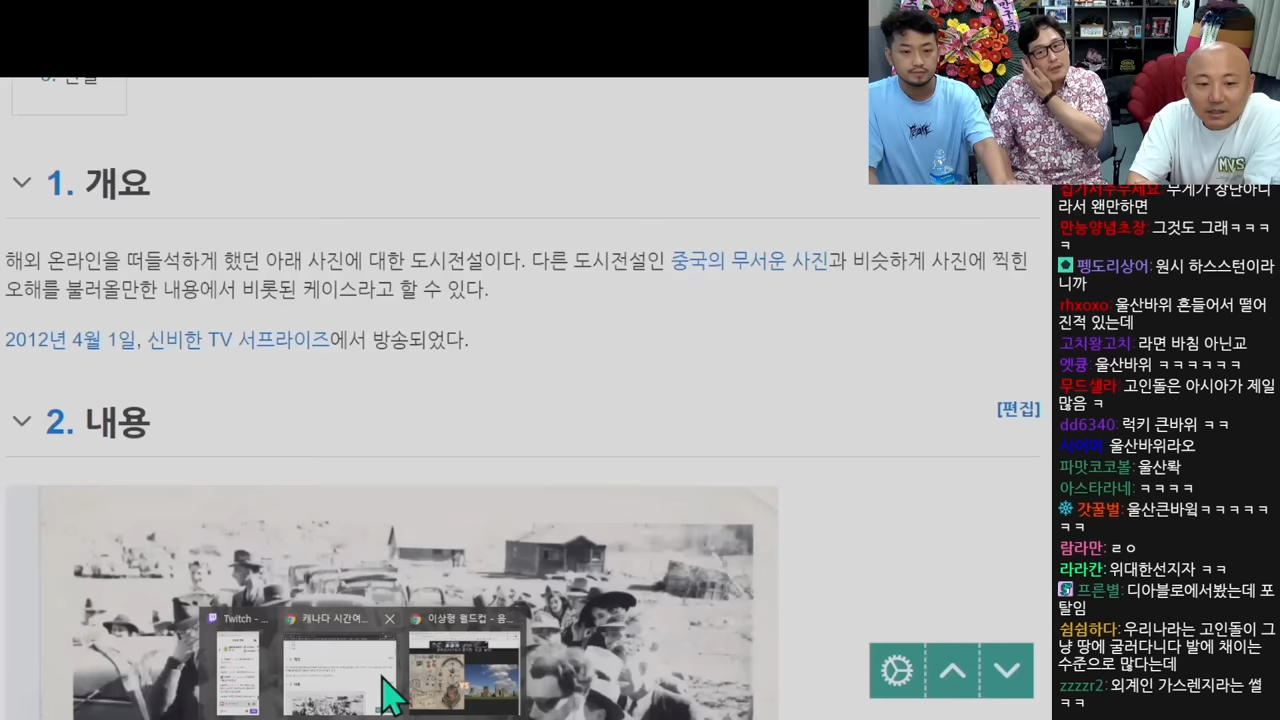 1. 개요
해외 온라인을 떠들석하게 했던 아래 사진에 대한 도시전설이다. 다른 도시전설인 중국의 무서운 사진과 비슷하게 사진에 찍힌
오해를 불러올만한 내용에서 비롯된 케이스라고 할 수 있다.
2012년 4월 1일, 신비한 TV 서프라이즈에서 방송되었다.
2. 내용
[편집]
Twitch - ...
캐나다 시간여...
이상형 월드컵 - 음...
MVS
무게가 장난아니
라서 왠만하면
만능양념초장: 그것도 그래ㅋㅋㅋ
ㅋ
펭도리상어: 원시 하스스턴이라
니까
rhxoxo: 울산바위 흔들어서 떨어
진적 있는데
고치왕고치: 라면 바침 아닌교
엣큥: 울산바위 ㅋㅋㅋㅋㅋㅋ
무드셀라: 고인돌은 아시아가 제일
많음 ㅋ
dd6340: 럭키 큰바위 ㅋㅋ
울산바위라오
파맛코코볼: 울산롹
아스타라네: ㅋㅋㅋㅋ
갓꿀벌: 울산큰바웤ㅋㅋㅋㅋㅋ
ㅋㅋ
람라만: ㄹㅇ
라라칸: 위대한선지자 ㅋㅋ
프른별: 디아블로에서봤는데 포
탈임
쉼쉼하다: 우리나라는 고인돌이 그
냥 땅에 굴러다니다 발에 채이는
수준으로 많다는데
zzzzr2: 외계인 가스렌지라는 썰
ㅋㅋ